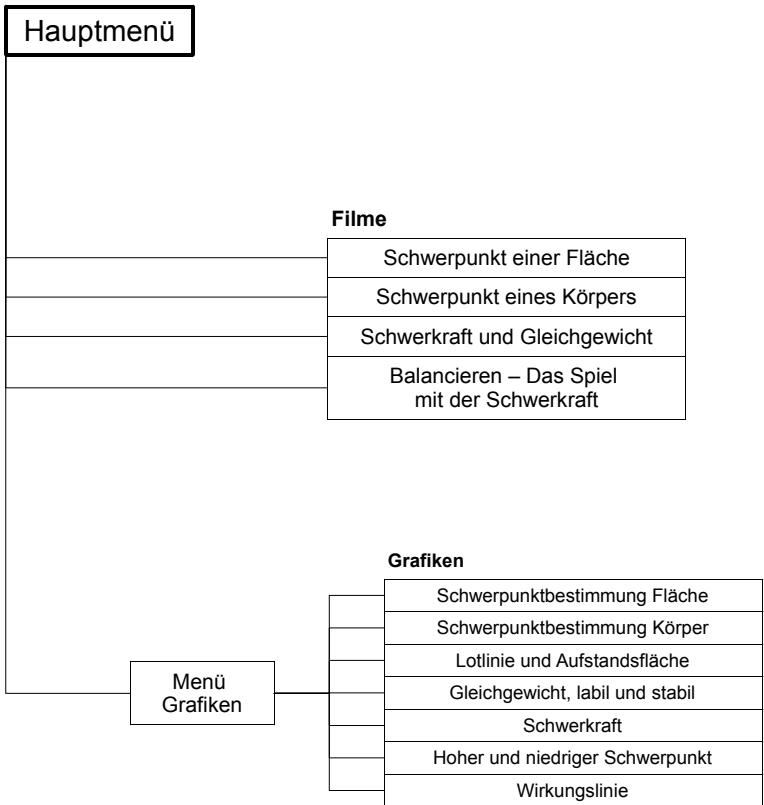 Hauptmenü
Filme
Schwerpunkt einer Fläche
Schwerpunkt eines Körpers
Schwerkraft und Gleichgewicht
Balancieren – Das Spiel
mit der Schwerkraft
Grafiken
Schwerpunktbestimmung Fläche
Schwerpunktbestimmung Körper
Lotlinie und Aufstandsfläche
Menü
Grafiken
Gleichgewicht, labil und stabil
Schwerkraft
Hoher und niedriger Schwerpunkt
Wirkungslinie